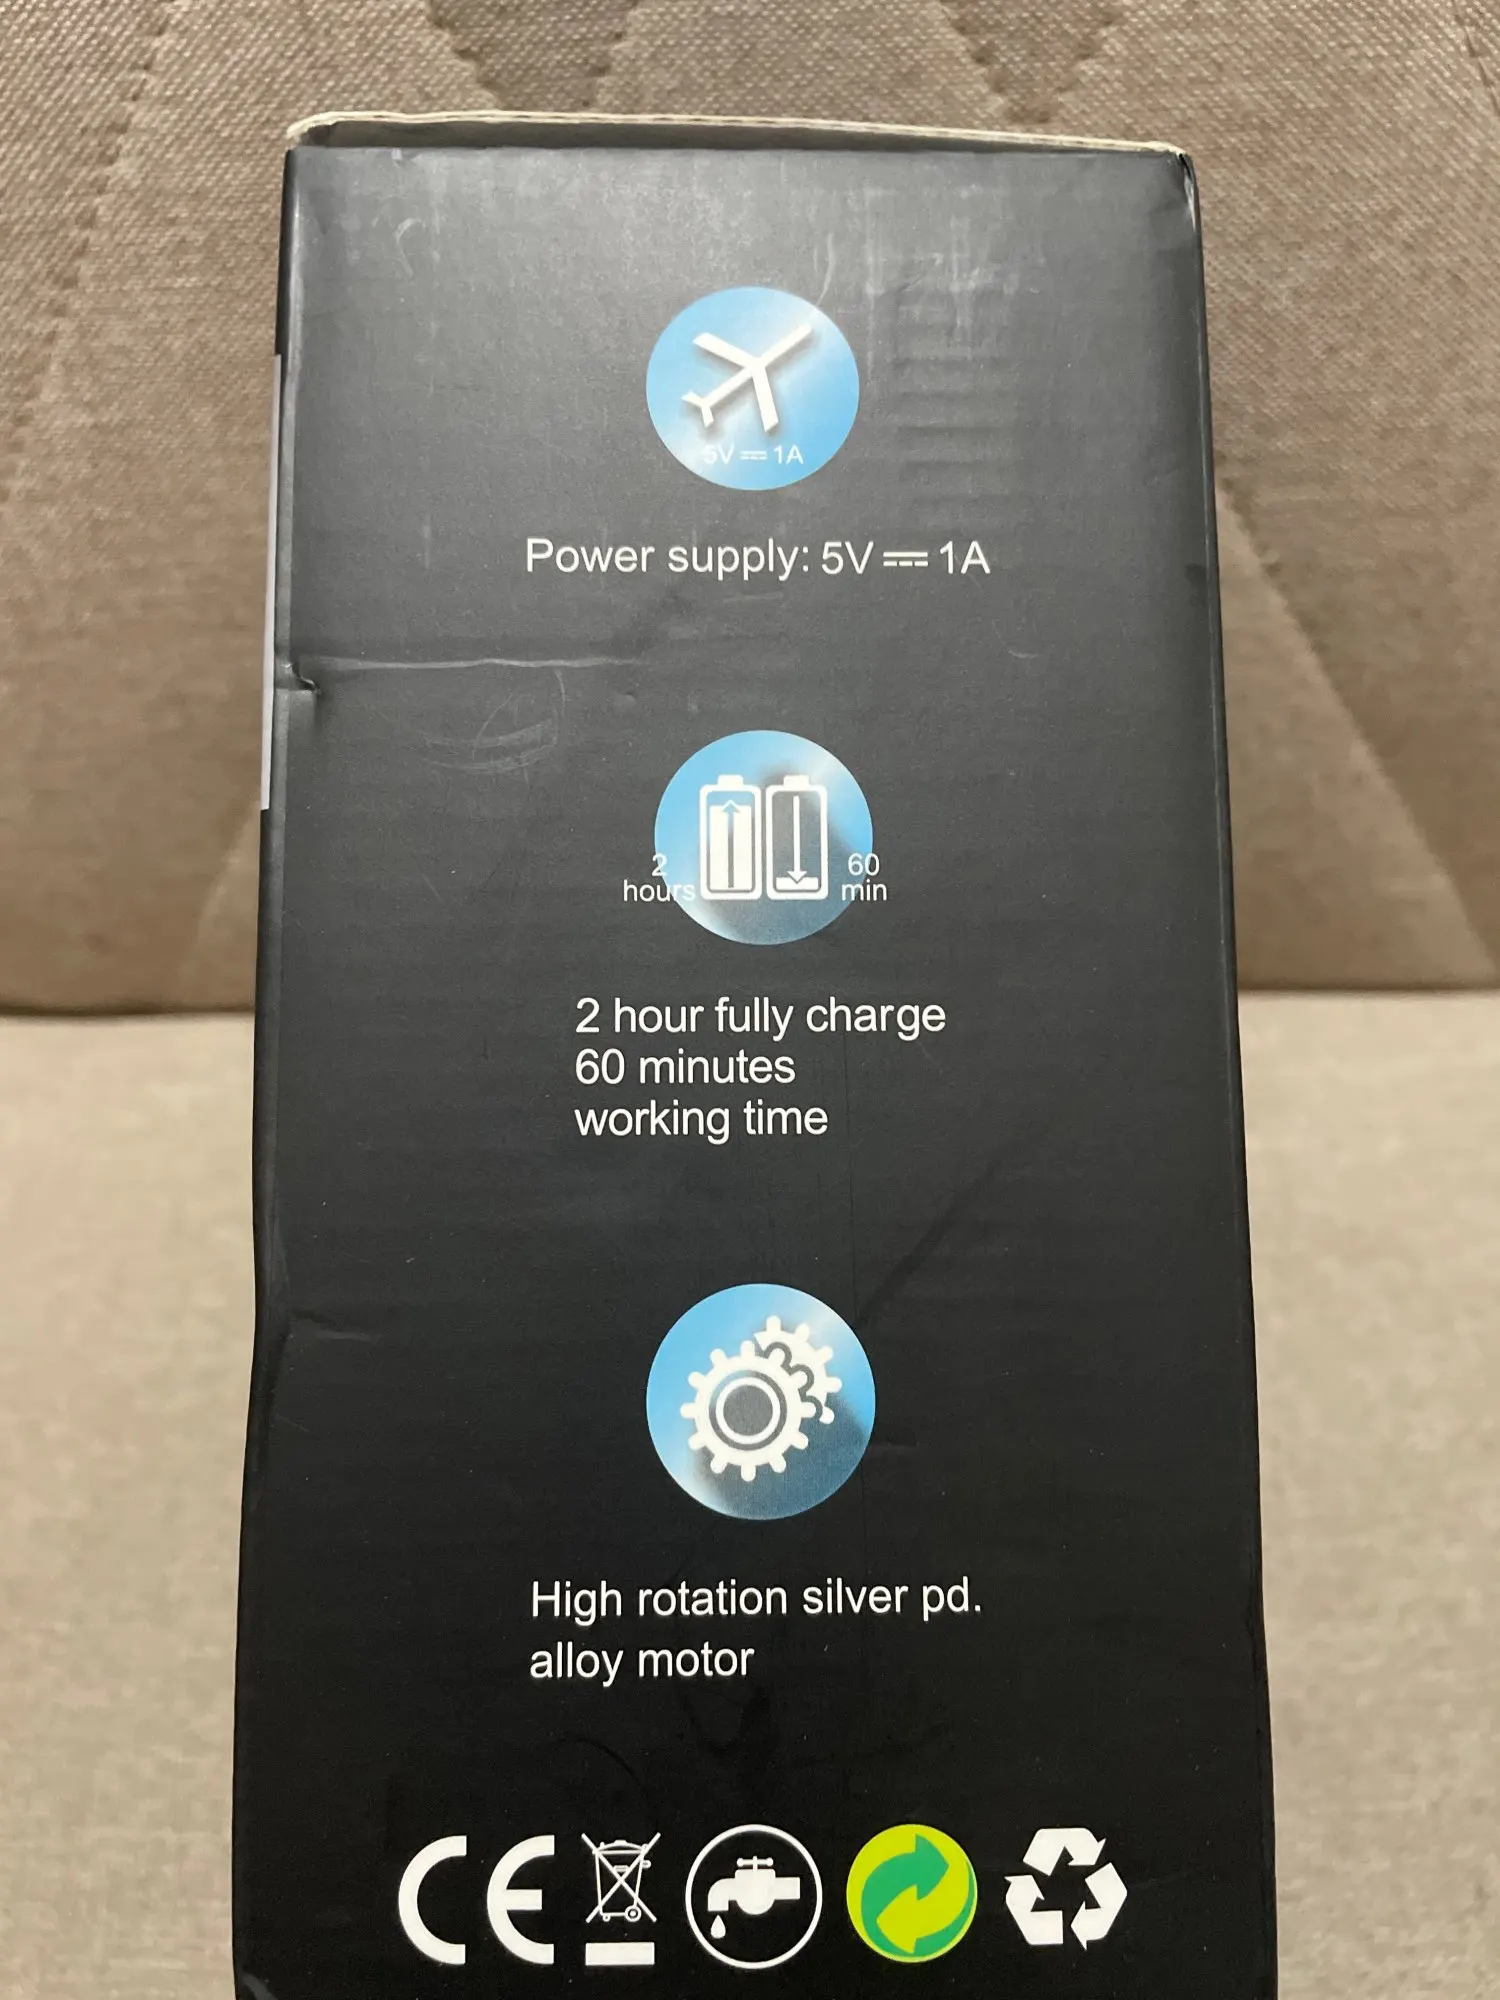 5V ⎓ 1A
Power supply: 5V ⎓ 1A
2
hours
60
min
2 hour fully charge
60 minutes
working time
High rotation silver pd.
alloy motor
CE